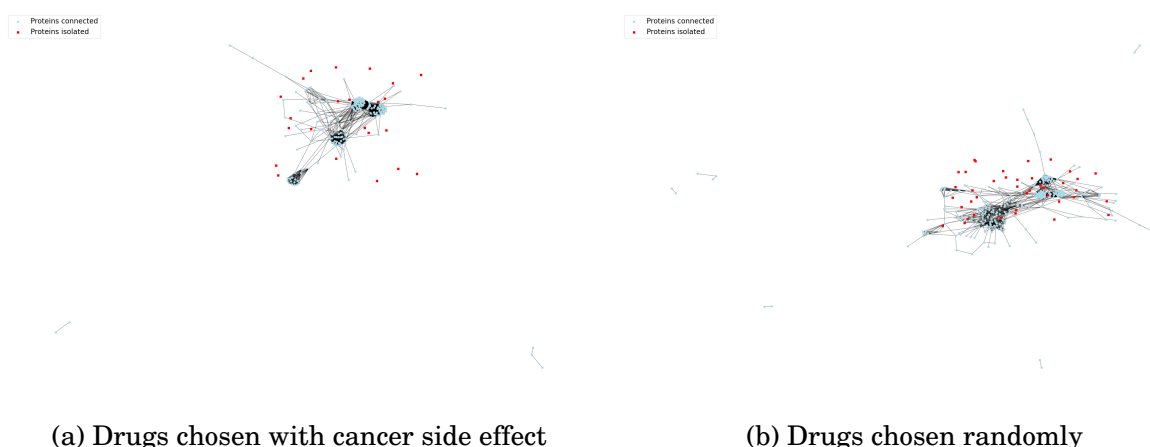 Proteins connected
Proteins isolated
Proteins connected
Proteins isolated
(a) Drugs chosen with cancer side effect
(b) Drugs chosen randomly